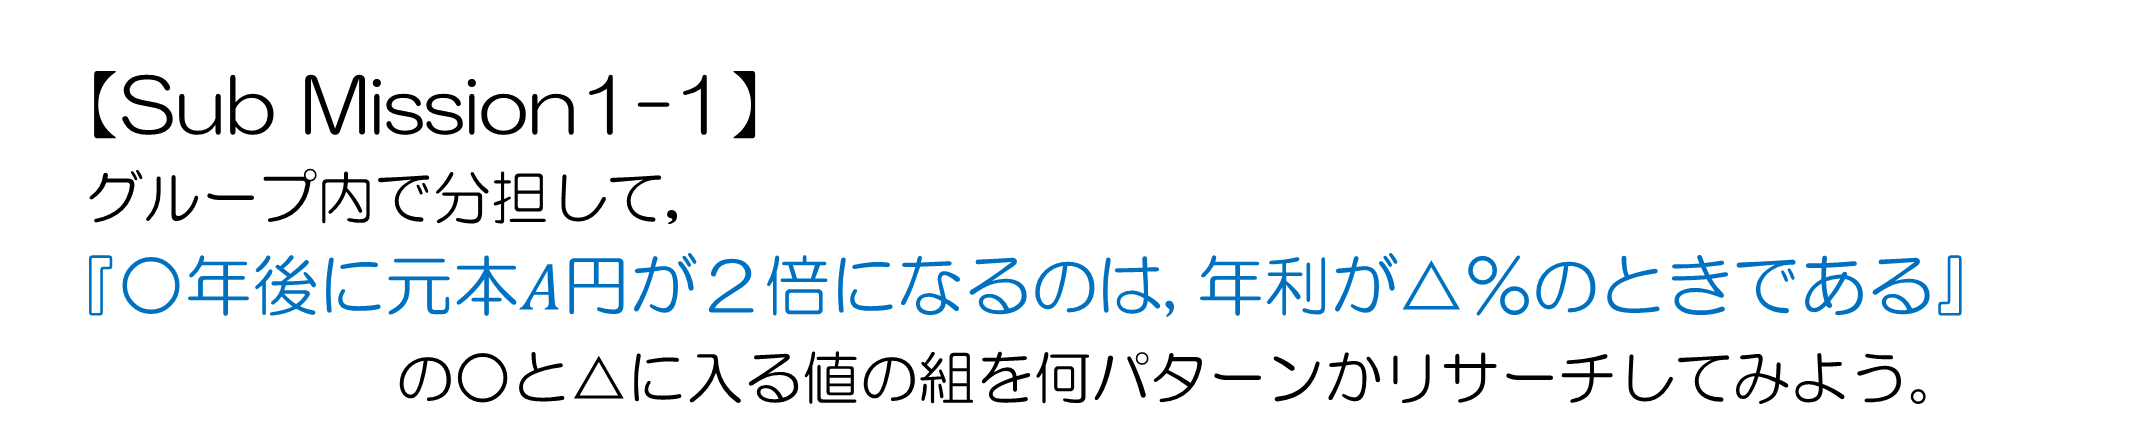 【Sub Mission１-１】
グループ内で分担して，
『〇年後に元本A円が２倍になるのは，年利が△％のときである』
の〇と△に入る値の組を何パターンかリサーチしてみよう。